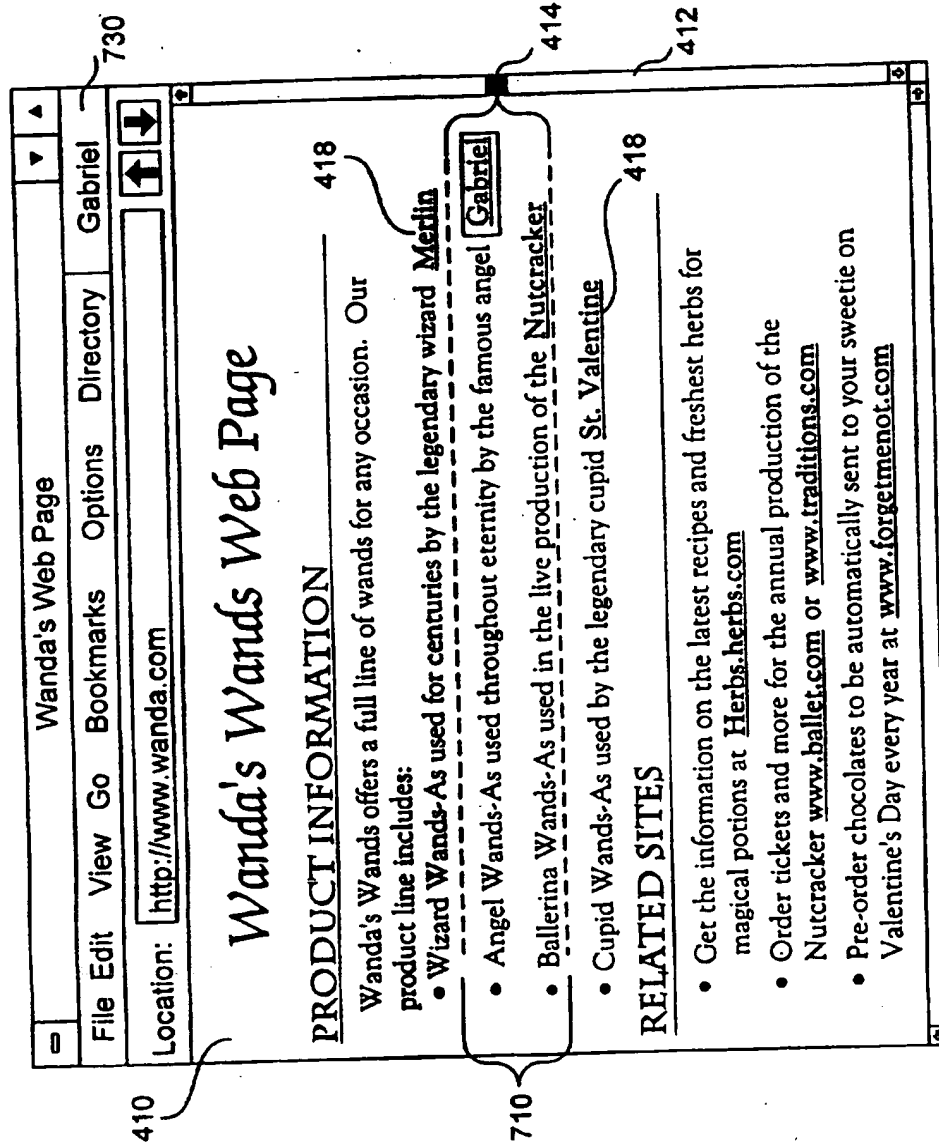 Wanda's Web Page
File Edit View Go Bookmarks Options Directory Gabriel
730
Location: http://www.wanda.com
410
Wanda's Wands Web Page
PRODUCT INFORMATION
Wanda's Wands offers a full line of wands for any occasion. Our
product line includes:
418
• Wizard Wands-As used for centuries by the legendary wizard Merlin
• Angel Wands-As used throughout eternity by the famous angel Gabriel
414
710
• Ballerina Wands-As used in the live production of the Nutcracker
• Cupid Wands-As used by the legendary cupid St. Valentine
418
412
RELATED SITES
• Get the information on the latest recipes and freshest herbs for
magical potions at Herbs.herbs.com
• Order tickets and more for the annual production of the
Nutcracker www.ballet.com or www.traditions.com
• Pre-order chocolates to be automatically sent to your sweetie on
Valentine's Day every year at www.forgetmenot.com